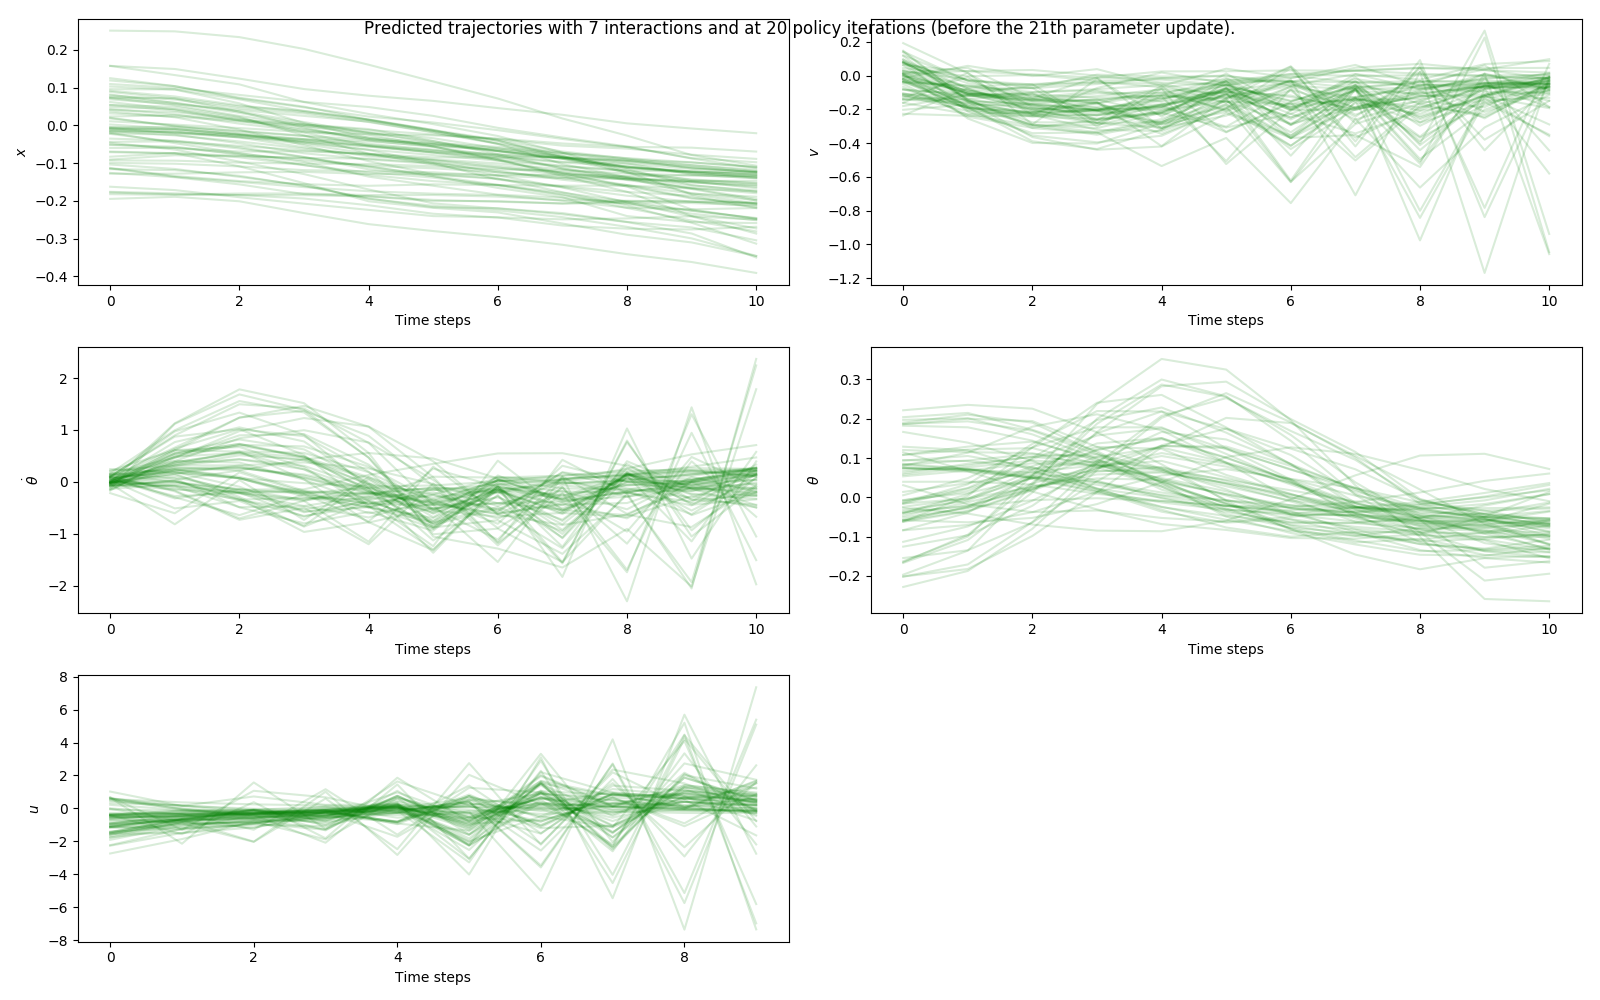 Predicted trajectories with 7 interactions and at 20 policy iterations (before the 21th parameter update).
0.2
0.1
0.0
−0.1
−0.2
−0.3
−0.4
x
0 2 4 6 8 10
Time steps
0.2
0.0
−0.2
−0.4
−0.6
−0.8
−1.0
−1.2
v
0 2 4 6 8 10
Time steps
2
1
0
−1
−2
θ̇
0 2 4 6 8 10
Time steps
0.3
0.2
0.1
0.0
−0.1
−0.2
θ
0 2 4 6 8 10
Time steps
8
6
4
2
0
−2
−4
−6
−8
u
0 2 4 6 8
Time steps